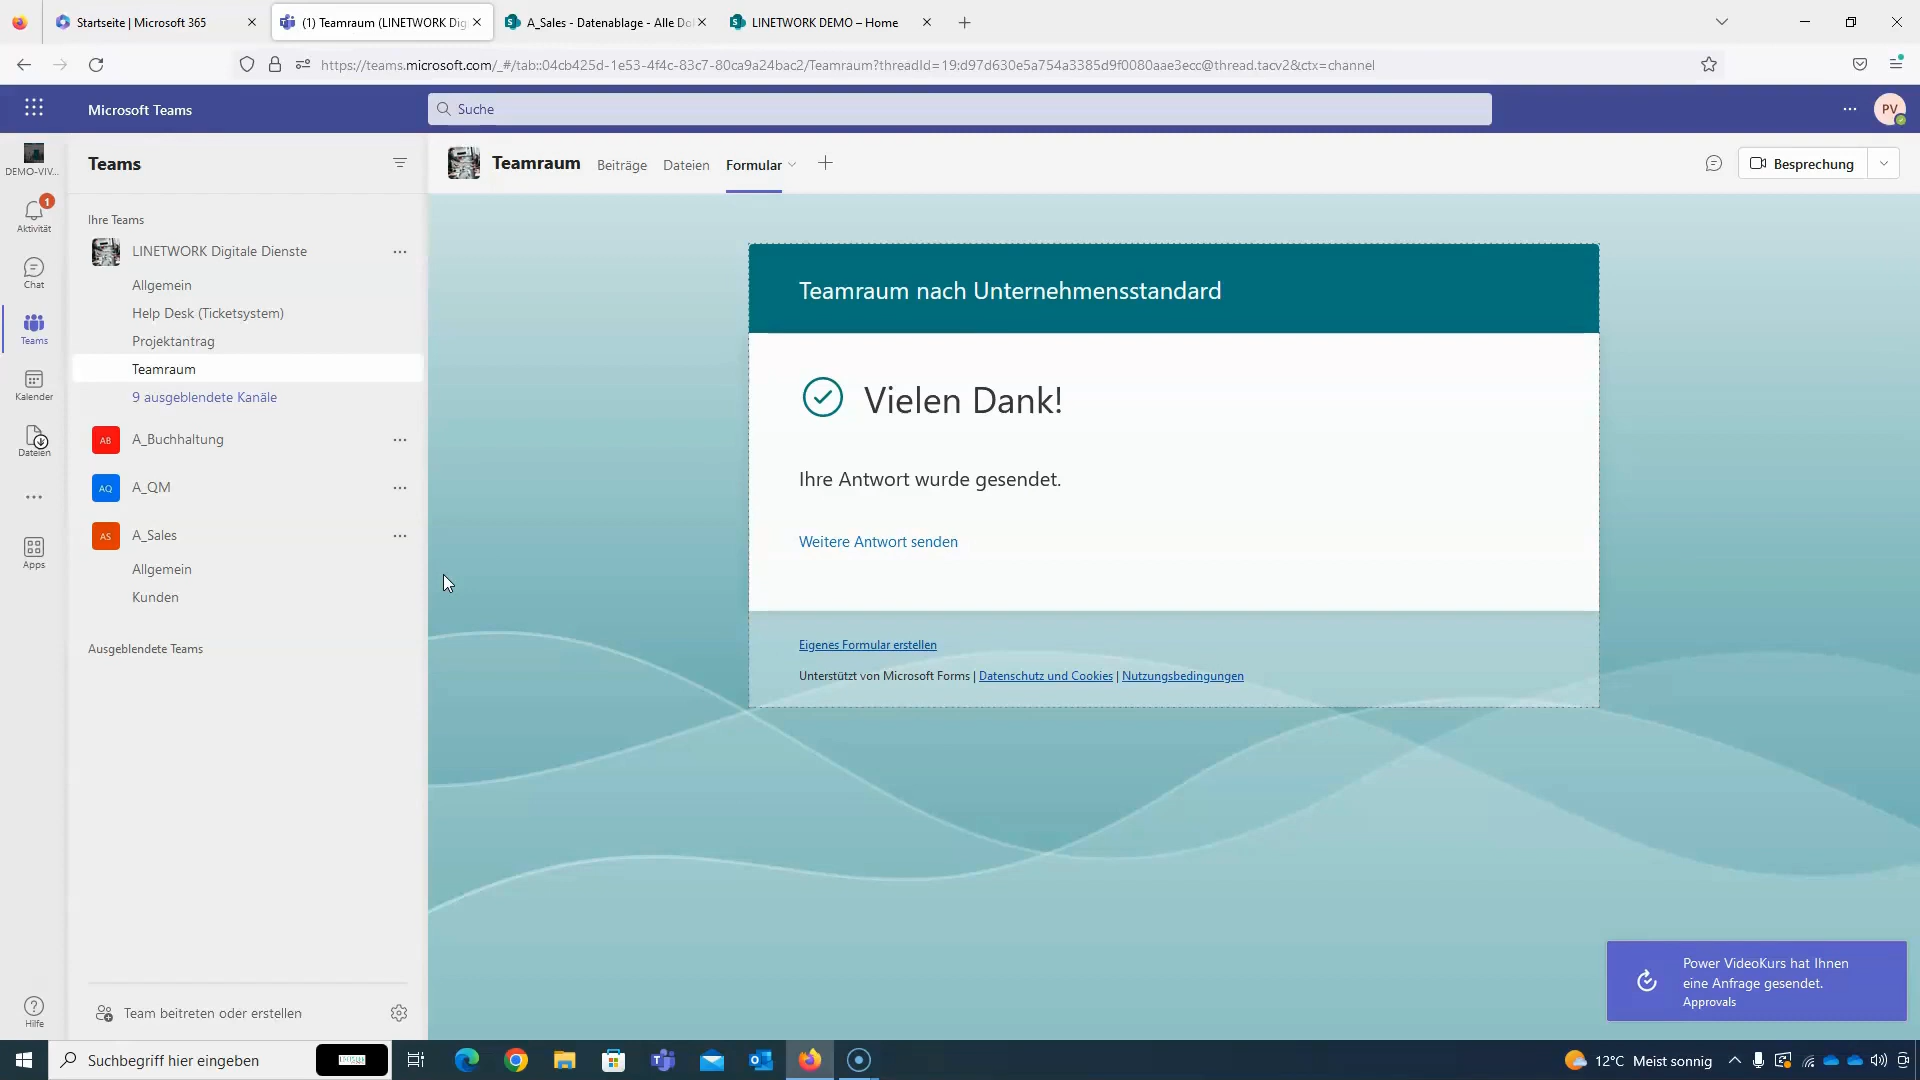 Startseite | Microsoft 365
(1) Teamraum (LINETWORK Dig
A_Sales - Datenablage - Alle Do
LINETWORK DEMO – Home
https://teams.microsoft.com/_#/tab::04cb425d-1e53-4f4c-83c7-80ca9a24bac2/Teamraum?threadId=19:d97d630e5a754a3385d9f0080aae3ecc@thread.tacv2&ctx=channel
Microsoft Teams
Suche
PV
DEMO-VIV...
Aktivität
1
Chat
Teams
Kalender
Dateien
Apps
Hilfe
Teams
Ihre Teams
LINETWORK Digitale Dienste
Allgemein
Help Desk (Ticketsystem)
Projektantrag
Teamraum
9 ausgeblendete Kanäle
AB A_Buchhaltung
AQ A_QM
AS A_Sales
Allgemein
Kunden
Ausgeblendete Teams
Team beitreten oder erstellen
Teamraum Beiträge Dateien Formular
Besprechung
Teamraum nach Unternehmensstandard
Vielen Dank!
Ihre Antwort wurde gesendet.
Weitere Antwort senden
Eigenes Formular erstellen
Unterstützt von Microsoft Forms | Datenschutz und Cookies | Nutzungsbedingungen
Power VideoKurs hat Ihnen
eine Anfrage gesendet.
Approvals
Suchbegriff hier eingeben
12°C Meist sonnig